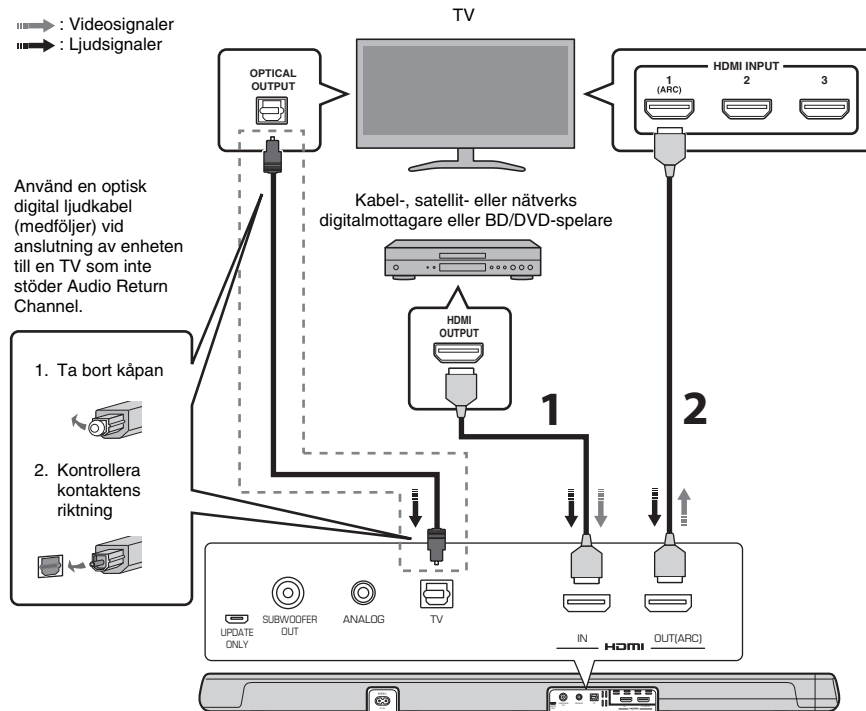 : Videosignaler
: Ljudsignaler
TV
OPTICAL
OUTPUT
HDMI INPUT
1
(ARC)
2
3
Använd en optisk
digital ljudkabel
(medföljer) vid
anslutning av enheten
till en TV som inte
stöder Audio Return
Channel.
Kabel-, satellit- eller nätverks
digitalmottagare eller BD/DVD-spelare
HDMI
OUTPUT
1
2
1. Ta bort kåpan
2. Kontrollera
kontaktens
riktning
UPDATE
ONLY
SUBWOOFER
OUT
ANALOG
TV
IN
HDMI
OUT(ARC)